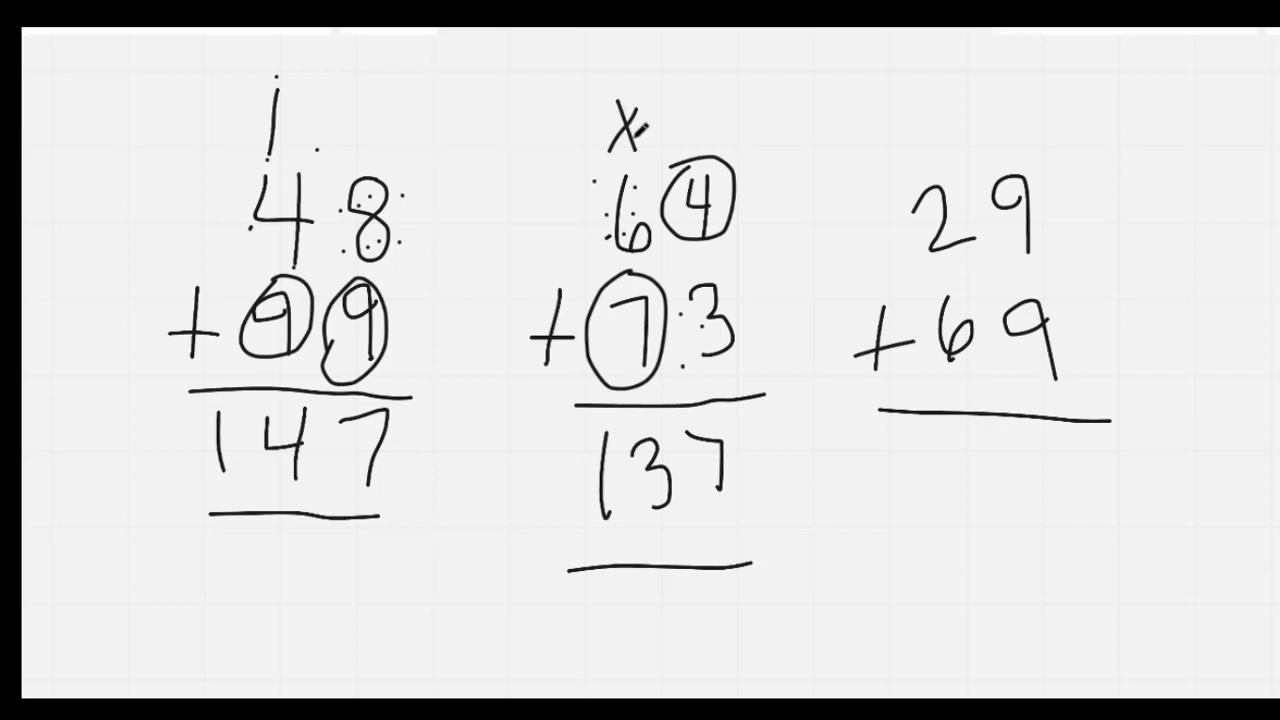 1 x
48 64 29
+ 99 + 73 + 69
147 137